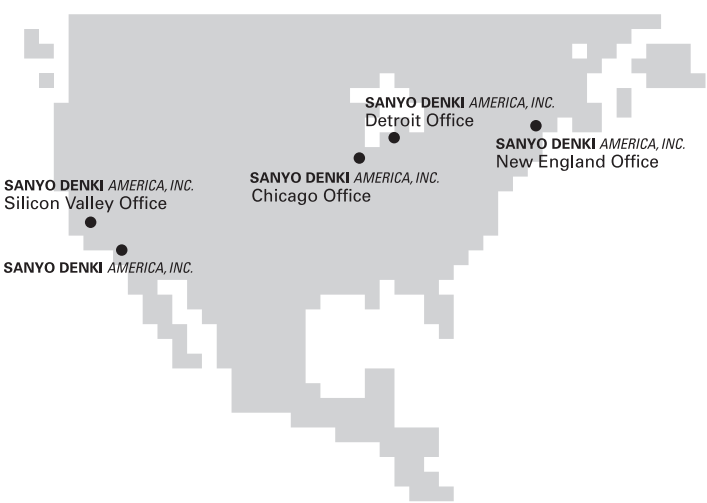 SANYO DENKI AMERICA, INC.
Detroit Office
SANYO DENKI AMERICA, INC.
New England Office
SANYO DENKI AMERICA, INC.
Chicago Office
SANYO DENKI AMERICA, INC.
Silicon Valley Office
SANYO DENKI AMERICA, INC.